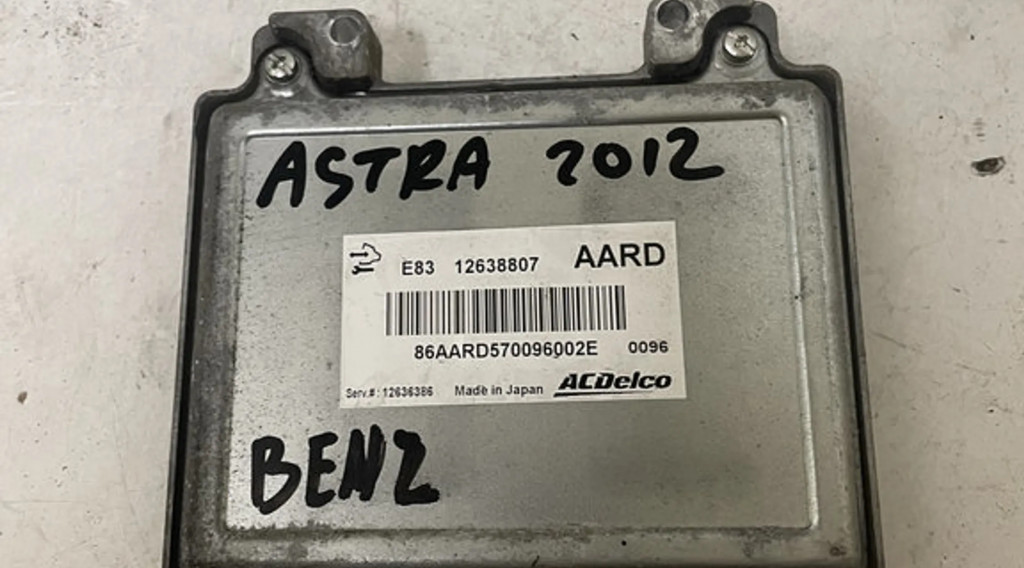 ASTRA 2012
E83 12638807 AARD
86AARD570096002E 0096
Serv.#: 12636386 Made in Japan ACDelco
BENZ